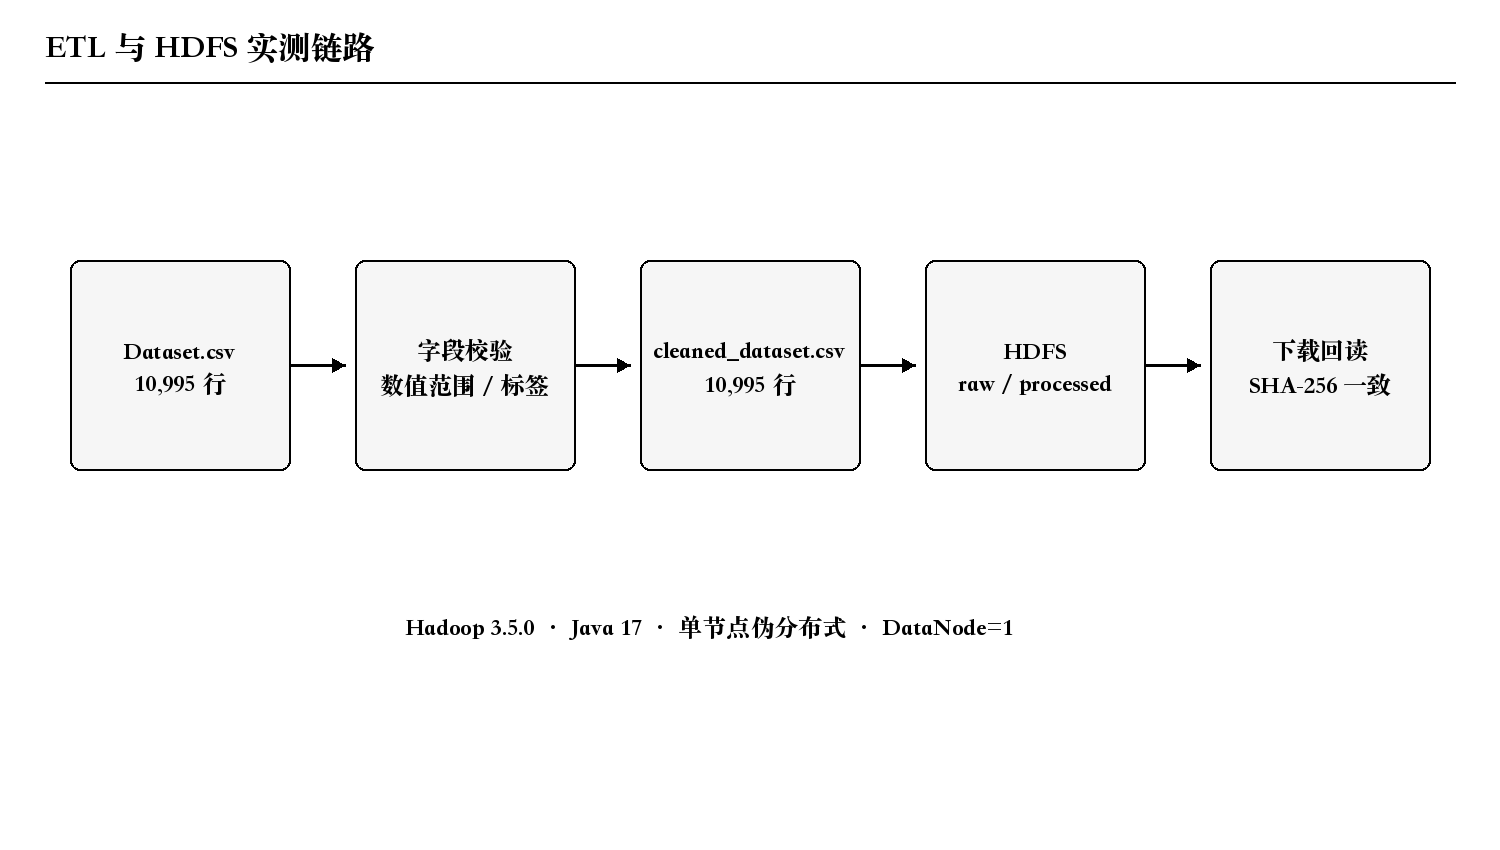 ETL 与 HDFS 实测链路
Dataset.csv
10,995 行
字段校验
数值范围 / 标签
cleaned_dataset.csv
10,995 行
HDFS
raw / processed
下载回读
SHA-256 一致
Hadoop 3.5.0 · Java 17 · 单节点伪分布式 · DataNode=1